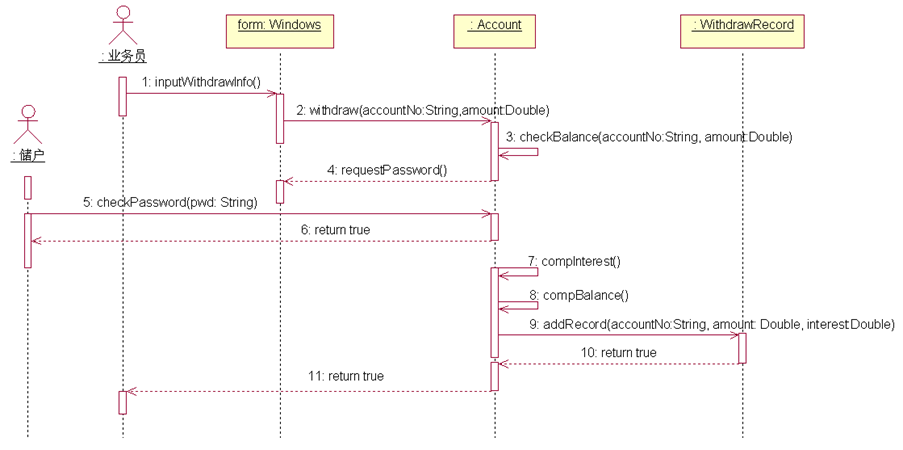 form: Windows
: Account
: WithdrawRecord
: 业务员
1: inputWithdrawInfo()
2: withdraw(accountNo:String,amount:Double)
3: checkBalance(accountNo:String, amount:Double)
: 储户
4: requestPassword()
5: checkPassword(pwd: String)
6: return true
7: compInterest()
8: compBalance()
9: addRecord(accountNo:String, amount: Double, interest:Double)
10: return true
11: return true